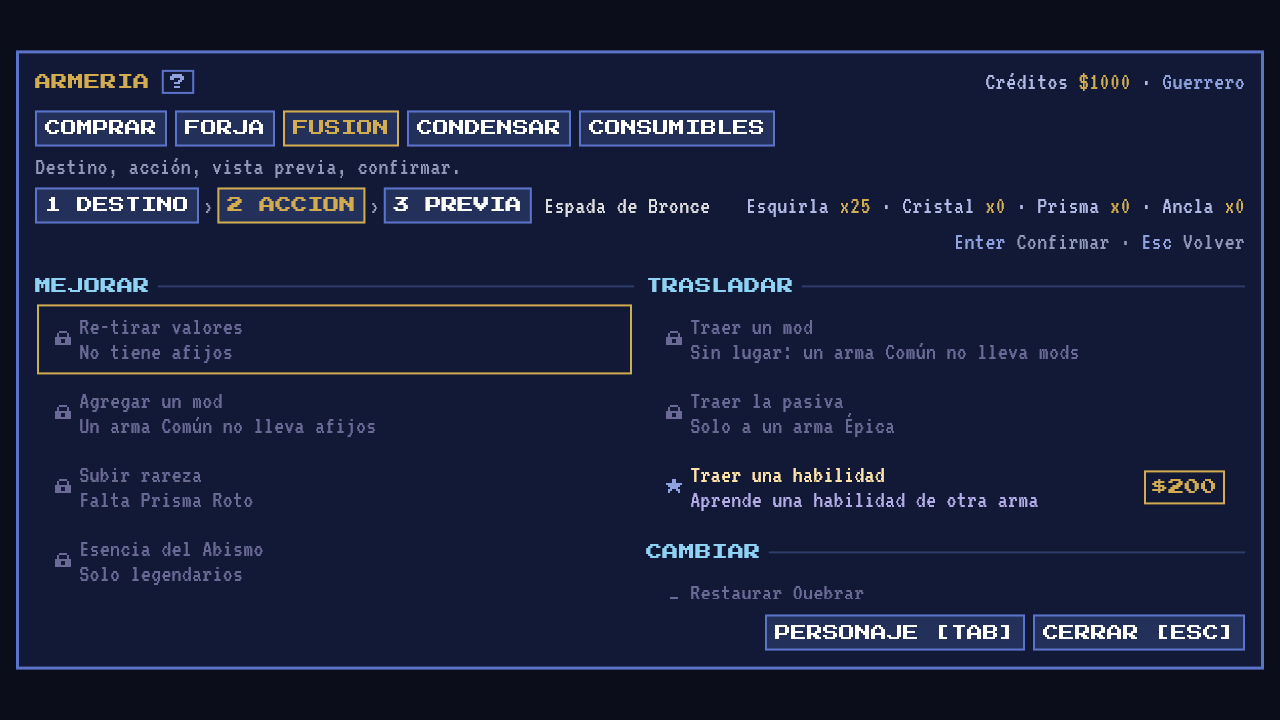 ARMERIA ?
Créditos $1000 · Guerrero
COMPRAR FORJA FUSION CONDENSAR CONSUMIBLES
Destino, acción, vista previa, confirmar.
1 DESTINO › 2 ACCION › 3 PREVIA Espada de Bronce Esquirla x25 · Cristal x0 · Prisma x0 · Ancla x0
Enter Confirmar · Esc Volver
MEJORAR
Re-tirar valores
No tiene afijos
Agregar un mod
Un arma Común no lleva afijos
Subir rareza
Falta Prisma Roto
Esencia del Abismo
Solo legendarios
TRASLADAR
Traer un mod
Sin lugar: un arma Común no lleva mods
Traer la pasiva
Solo a un arma Épica
Traer una habilidad
Aprende una habilidad de otra arma
$200
CAMBIAR
Restaurar Quebrar
PERSONAJE [TAB] CERRAR [ESC]